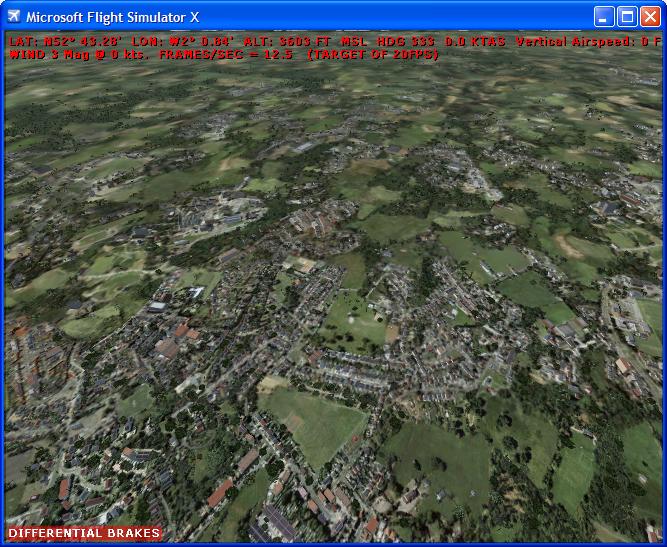 Microsoft Flight Simulator X
LAT: N52° 43.28' LON: W2° 0.84' ALT: 3603 FT MSL HDG 333 0.0 KTAS Vertical Airspeed: 0 F
WIND 3 Mag @ 0 kts. FRAMES/SEC = 12.5 (TARGET OF 20FPS)
DIFFERENTIAL BRAKES